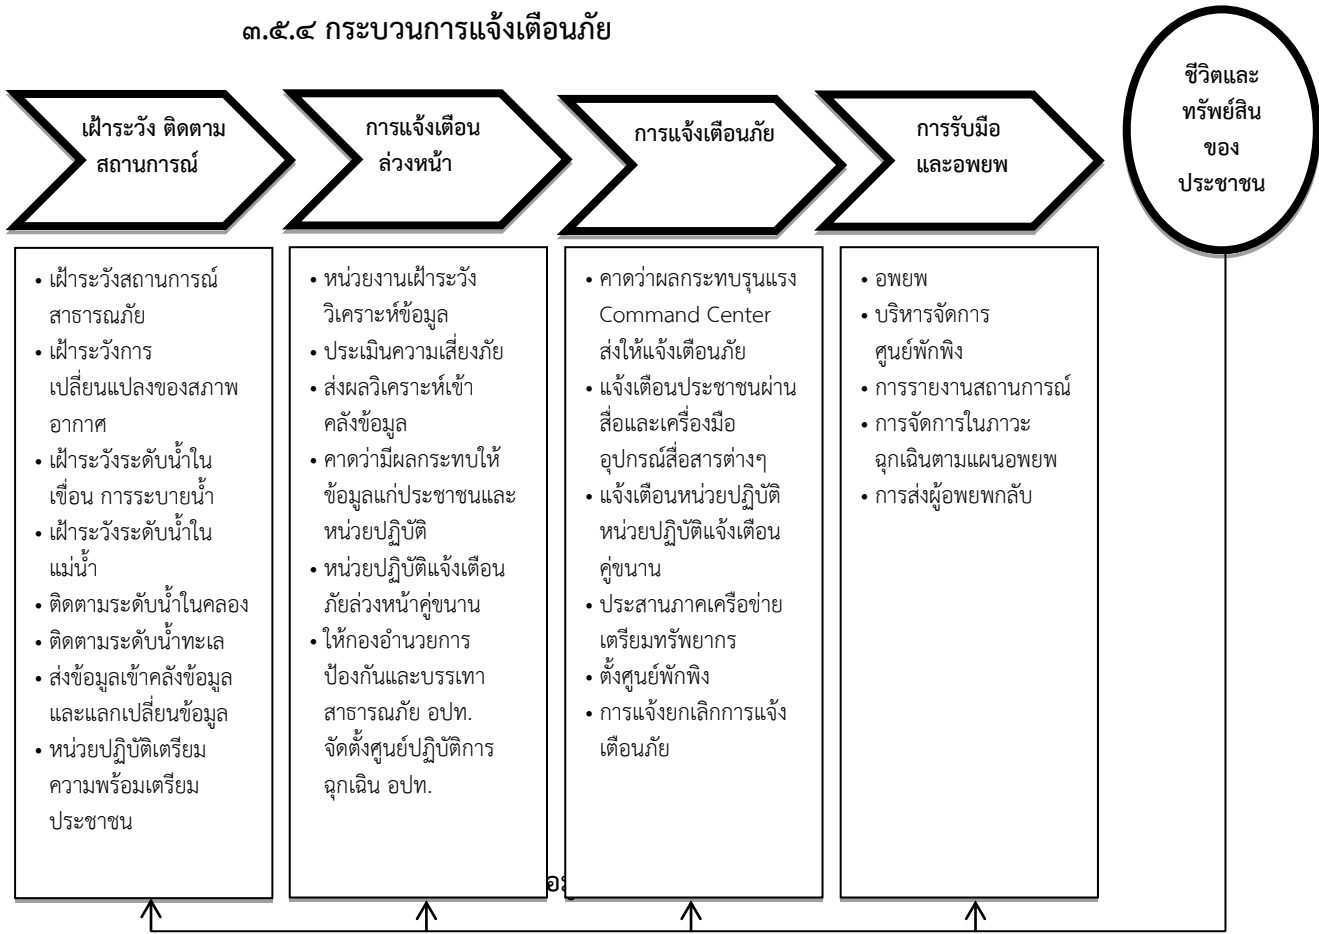 ๓.๕.๔ กระบวนการแจ้งเตือนภัย
เฝ้าระวัง ติดตาม
สถานการณ์
การแจ้งเตือน
ล่วงหน้า
การแจ้งเตือนภัย
การรับมือ
และอพยพ
ชีวิตและ
ทรัพย์สิน
ของ
ประชาชน
• เฝ้าระวังสถานการณ์
สาธารณภัย
• เฝ้าระวังการ
เปลี่ยนแปลงของสภาพ
อากาศ
• เฝ้าระวังระดับน้ำใน
เขื่อน การระบายน้ำ
• เฝ้าระวังระดับน้ำใน
แม่น้ำ
• ติดตามระดับน้ำในคลอง
• ติดตามระดับน้ำทะเล
• ส่งข้อมูลเข้าคลังข้อมูล
และแลกเปลี่ยนข้อมูล
• หน่วยปฏิบัติเตรียม
ความพร้อมเตรียม
ประชาชน
• หน่วยงานเฝ้าระวัง
วิเคราะห์ข้อมูล
• ประเมินความเสี่ยงภัย
• ส่งผลวิเคราะห์เข้า
คลังข้อมูล
• คาดว่ามีผลกระทบให้
ข้อมูลแก่ประชาชนและ
หน่วยปฏิบัติ
• หน่วยปฏิบัติแจ้งเตือน
ภัยล่วงหน้าคู่ขนาน
• ให้กองอำนวยการ
ป้องกันและบรรเทา
สาธารณภัย อปท.
จัดตั้งศูนย์ปฏิบัติการ
ฉุกเฉิน อปท.
• คาดว่าผลกระทบรุนแรง
Command Center
ส่งให้แจ้งเตือนภัย
• แจ้งเตือนประชาชนผ่าน
สื่อและเครื่องมือ
อุปกรณ์สื่อสารต่างๆ
• แจ้งเตือนหน่วยปฏิบัติ
หน่วยปฏิบัติแจ้งเตือน
คู่ขนาน
• ประสานภาคเครือข่าย
เตรียมทรัพยากร
• ตั้งศูนย์พักพิง
• การแจ้งยกเลิกการแจ้ง
เตือนภัย
• อพยพ
• บริหารจัดการ
ศูนย์พักพิง
• การรายงานสถานการณ์
• การจัดการในภาวะ
ฉุกเฉินตามแผนอพยพ
• การส่งผู้อพยพกลับ